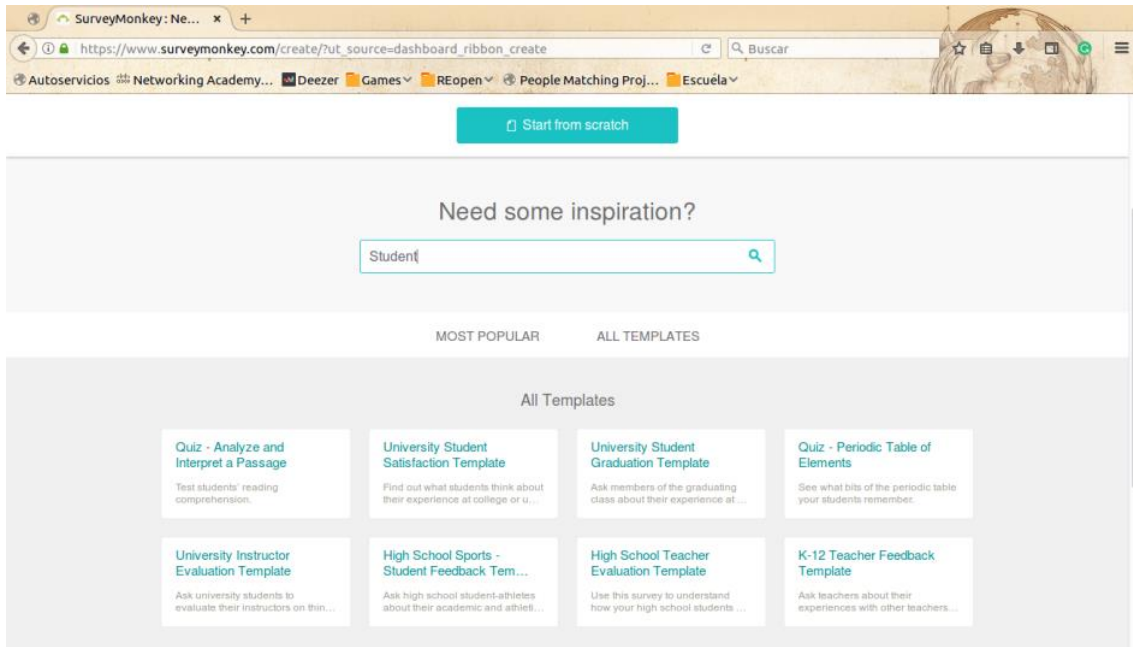 SurveyMonkey: Ne... × +
https://www.surveymonkey.com/create/?ut_source=dashboard_ribbon_create Buscar
Autoservicios Networking Academy... Deezer Games REopen People Matching Proj... Escuéla
Start from scratch
Need some inspiration?
Student
MOST POPULAR ALL TEMPLATES
All Templates
Quiz - Analyze and
Interpret a Passage
Test students' reading
comprehension.
University Student
Satisfaction Template
Find out what students think about
their experience at college or u...
University Student
Graduation Template
Ask members of the graduating
class about their experience at ...
Quiz - Periodic Table of
Elements
See what bits of the periodic table
your students remember.
University Instructor
Evaluation Template
Ask university students to
evaluate their instructors on thin...
High School Sports -
Student Feedback Tem...
Ask high school student-athletes
about their academic and athleti...
High School Teacher
Evaluation Template
Use this survey to understand
how your high school students ...
K-12 Teacher Feedback
Template
Ask teachers about their
experiences with other teachers...